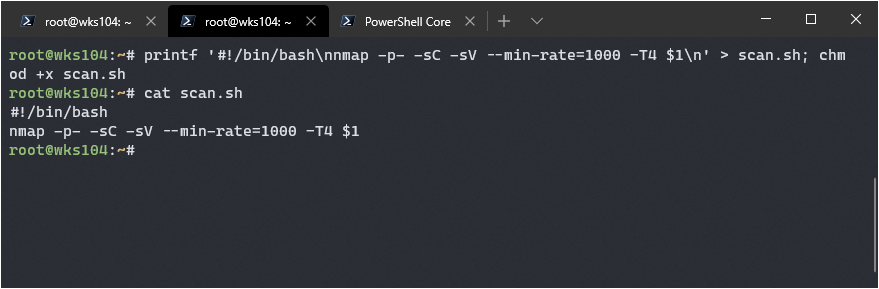 root@wks104: ~ root@wks104: ~ PowerShell Core
root@wks104:~# printf '#!/bin/bash\nnmap -p- -sC -sV --min-rate=1000 -T4 $1\n' > scan.sh; chm
od +x scan.sh
root@wks104:~# cat scan.sh
#!/bin/bash
nmap -p- -sC -sV --min-rate=1000 -T4 $1
root@wks104:~#